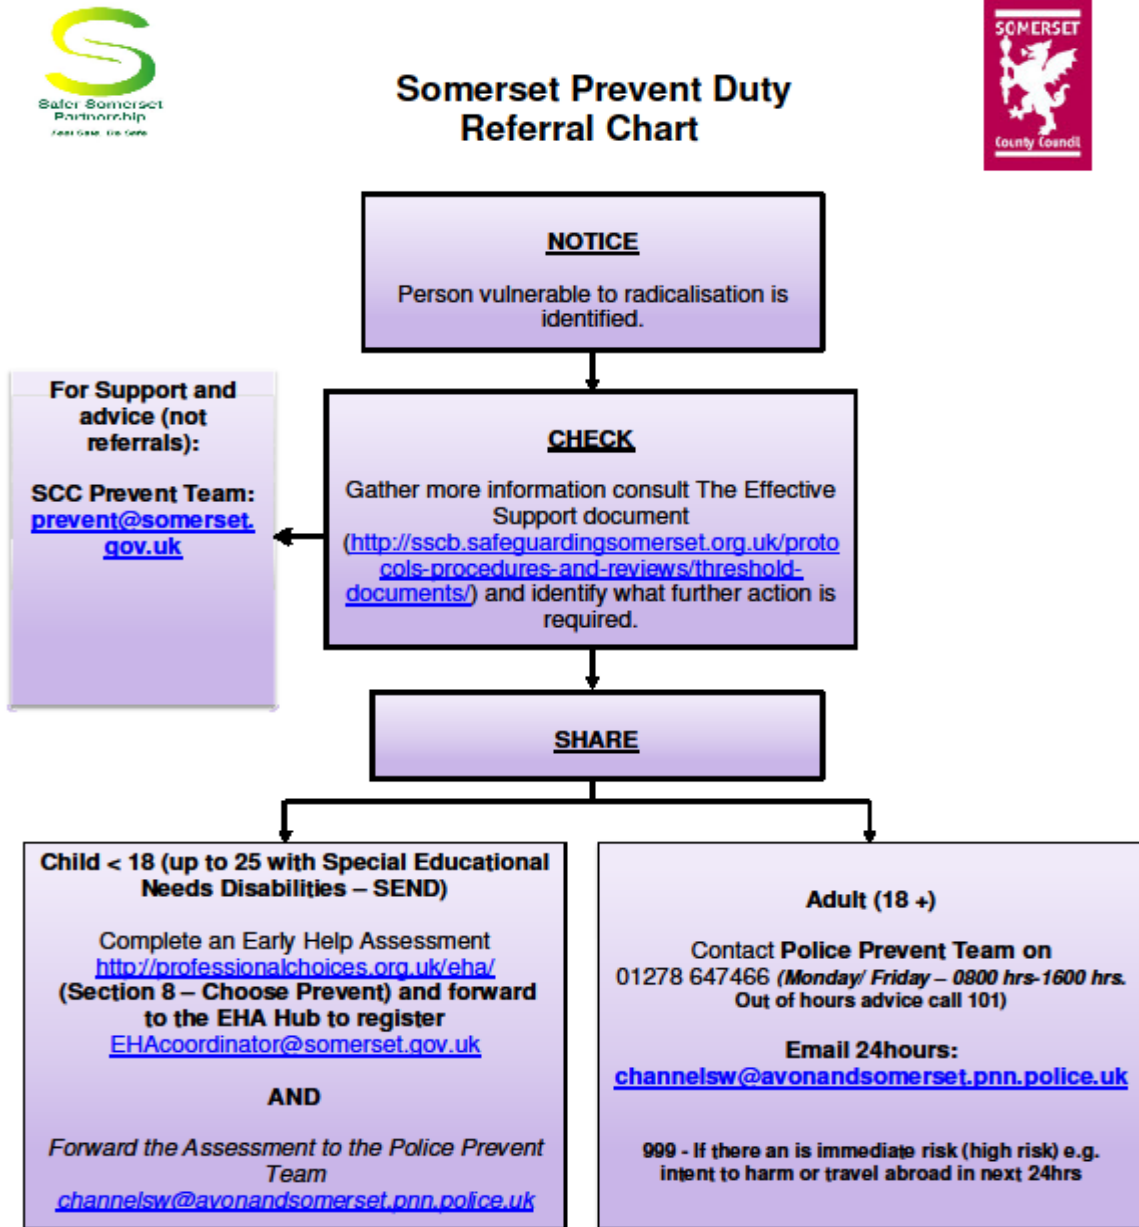 Safer Somerset
Partnership
Feel Safe, Be Safe
Somerset Prevent Duty
Referral Chart
SOMERSET
County Council
NOTICE
Person vulnerable to radicalisation is
identified.
For Support and
advice (not
referrals):
SCC Prevent Team:
prevent@somerset.
gov.uk
CHECK
Gather more information consult The Effective
Support document
(http://sscb.safeguardingsomerset.org.uk/proto
cols-procedures-and-reviews/threshold-
documents/) and identify what further action is
required.
SHARE
Child < 18 (up to 25 with Special Educational
Needs Disabilities – SEND)
Complete an Early Help Assessment
http://professionalchoices.org.uk/eha/
(Section 8 – Choose Prevent) and forward
to the EHA Hub to register
EHAcoordinator@somerset.gov.uk
AND
Forward the Assessment to the Police Prevent
Team
channelsw@avonandsomerset.pnn.police.uk
Adult (18 +)
Contact Police Prevent Team on
01278 647466 (Monday/ Friday – 0800 hrs-1600 hrs.
Out of hours advice call 101)
Email 24hours:
channelsw@avonandsomerset.pnn.police.uk
999 - If there an is immediate risk (high risk) e.g.
intent to harm or travel abroad in next 24hrs